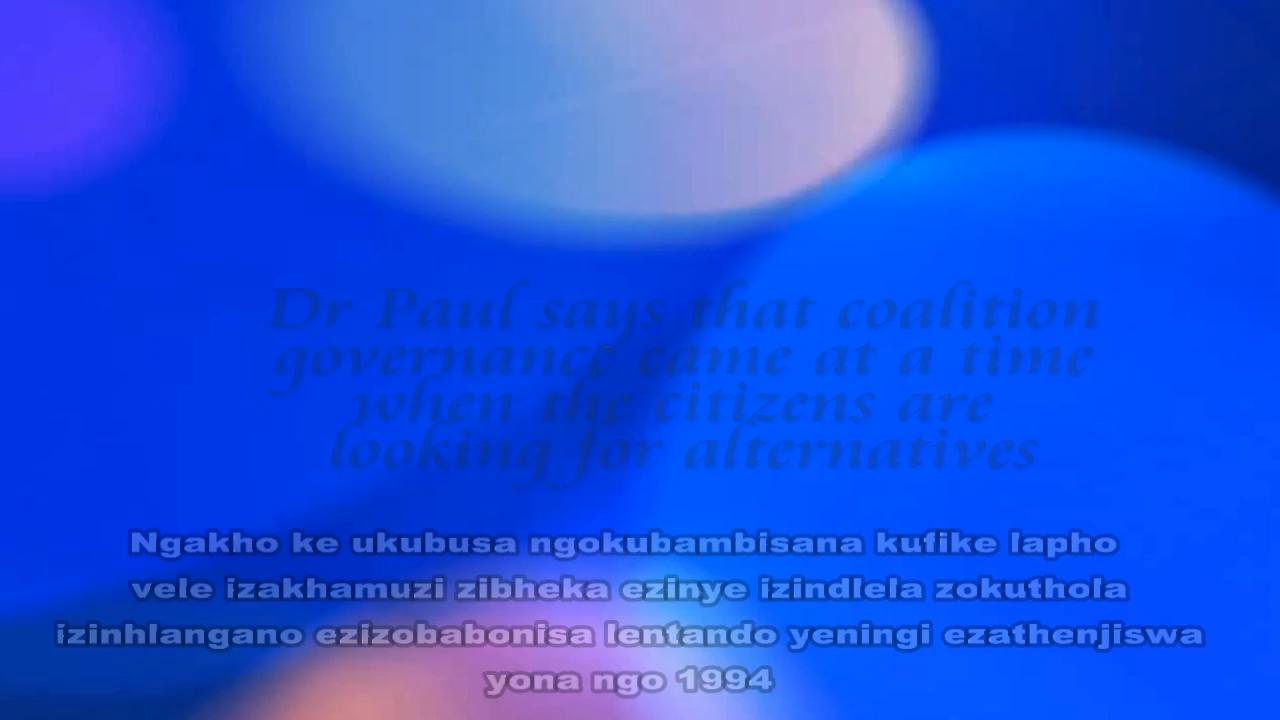 Dr Paul says that coalition
governance came at a time
when the citizens are
looking for alternatives
Ngakho ke ukubusa ngokubambisana kufike lapho
vele izakhamuzi zibheka ezinye izindlela zokuthola
izinhlangano ezizobabonisa lentando yeningi ezathenjiswa
yona ngo 1994